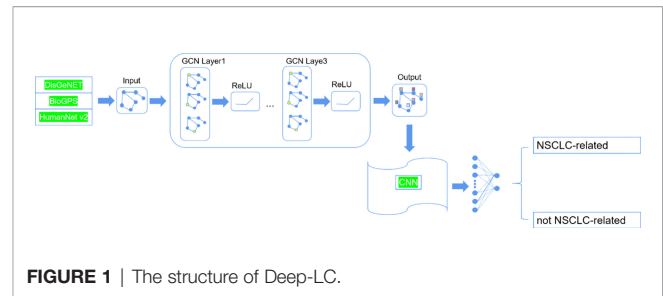 DisGeNET
BioGPS
HumanNet v2
Input
GCN Layer1
ReLU
...
GCN Laye3
ReLU
Output
CNN
NSCLC-related
not NSCLC-related
FIGURE 1 | The structure of Deep-LC.